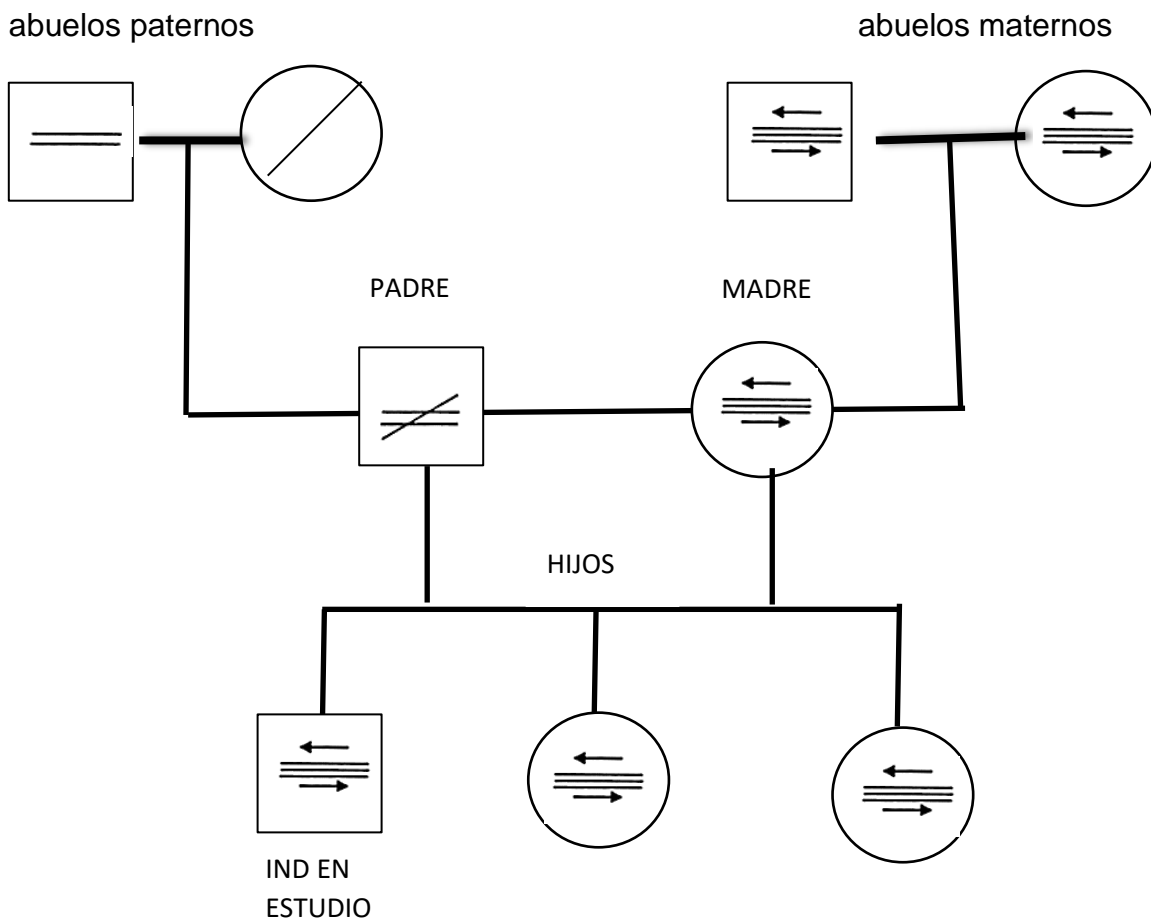 abuelos paternos
abuelos maternos
PADRE
MADRE
HIJOS
IND EN
ESTUDIO